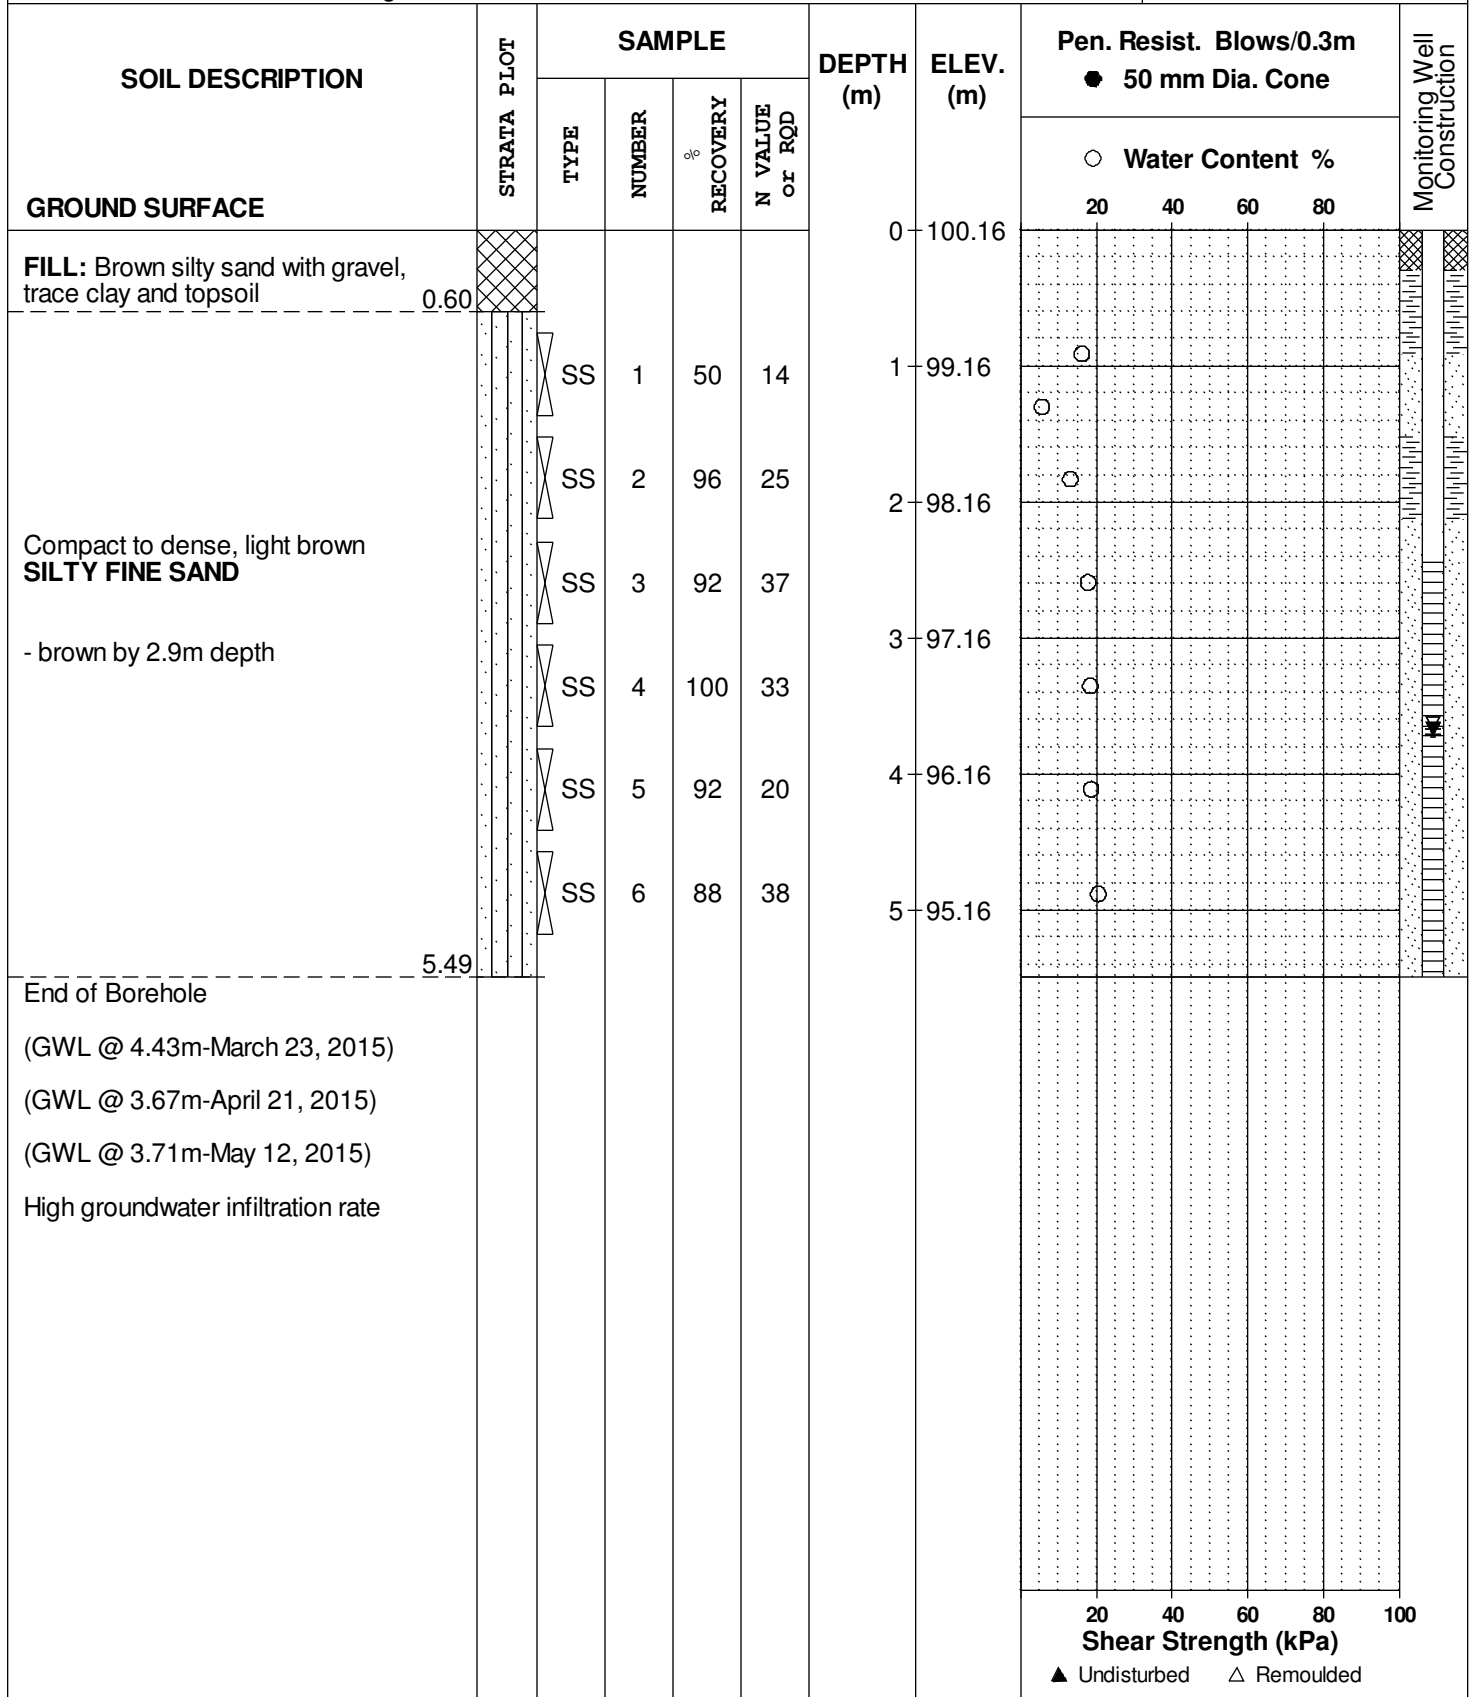 SOIL DESCRIPTION
GROUND SURFACE
STRATA PLOT
SAMPLE
TYPE
NUMBER
%
RECOVERY
N VALUE
or RQD
DEPTH
(m)
ELEV.
(m)
Pen. Resist. Blows/0.3m
● 50 mm Dia. Cone
○ Water Content %
20 40 60 80
Monitoring Well
Construction
0 100.16
FILL: Brown silty sand with gravel,
trace clay and topsoil 0.60
SS 1 50 14
1 99.16
SS 2 96 25
2 98.16
Compact to dense, light brown
SILTY FINE SAND
SS 3 92 37
3 97.16
- brown by 2.9m depth
SS 4 100 33
4 96.16
SS 5 92 20
SS 6 88 38
5 95.16
5.49
End of Borehole
(GWL @ 4.43m-March 23, 2015)
(GWL @ 3.67m-April 21, 2015)
(GWL @ 3.71m-May 12, 2015)
High groundwater infiltration rate
20 40 60 80 100
Shear Strength (kPa)
▲ Undisturbed △ Remoulded